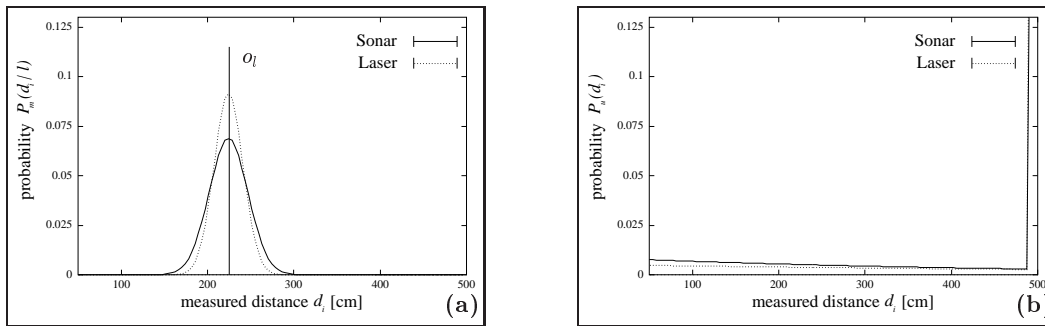 0.125
0.1
0.075
0.05
0.025
0
probability P_m(d_i/l)
o_l
Sonar
Laser
100 200 300 400 500
measured distance d_i [cm]
(a)
0.125
0.1
0.075
0.05
0.025
0
probability P_u(d_i)
Sonar
Laser
100 200 300 400 500
measured distance d_i [cm]
(b)